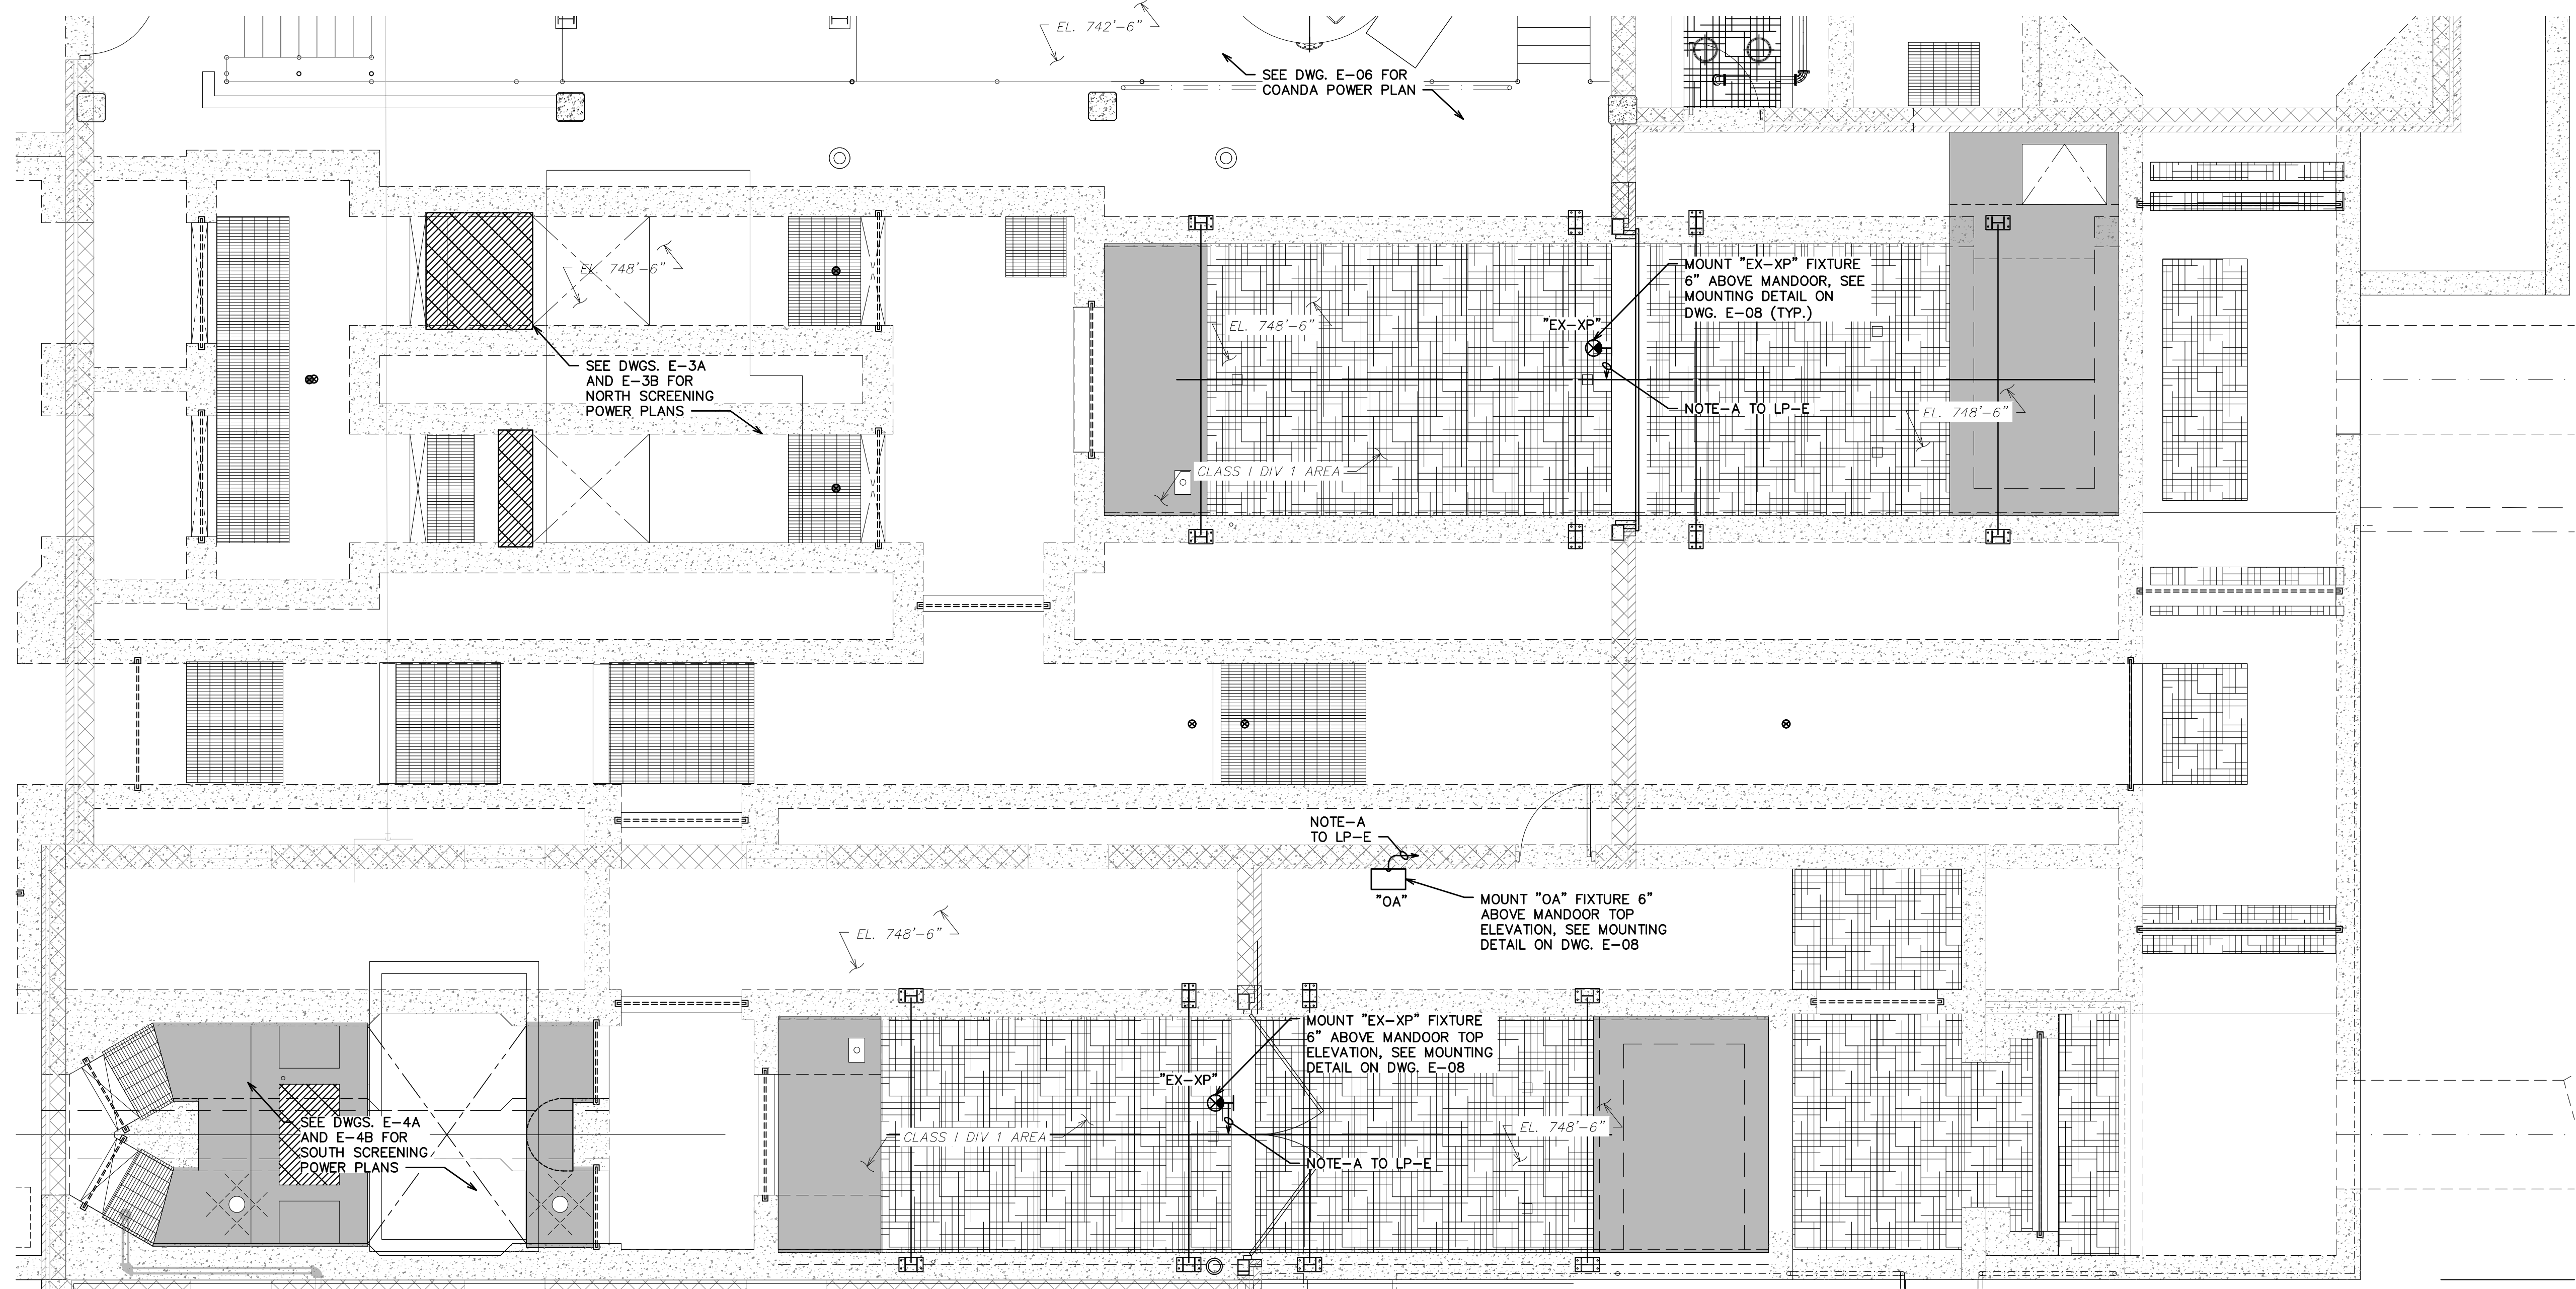 EL. 742'-6"
SEE DWG. E-06 FOR
COANDA POWER PLAN
EL. 748'-6"
SEE DWGS. E-3A
AND E-3B FOR
NORTH SCREENING
POWER PLANS
MOUNT "EX-XP" FIXTURE
6" ABOVE MANDOOR, SEE
MOUNTING DETAIL ON
DWG. E-08 (TYP.)
"EX-XP"
EL. 748'-6"
NOTE-A TO LP-E
EL. 748'-6"
CLASS I DIV 1 AREA
NOTE-A
TO LP-E
"OA"
MOUNT "OA" FIXTURE 6"
ABOVE MANDOOR TOP
ELEVATION, SEE MOUNTING
DETAIL ON DWG. E-08
EL. 748'-6"
MOUNT "EX-XP" FIXTURE
6" ABOVE MANDOOR TOP
ELEVATION, SEE MOUNTING
DETAIL ON DWG. E-08
"EX-XP"
SEE DWGS. E-4A
AND E-4B FOR
SOUTH SCREENING
POWER PLANS
CLASS I DIV 1 AREA
EL. 748'-6"
NOTE-A TO LP-E